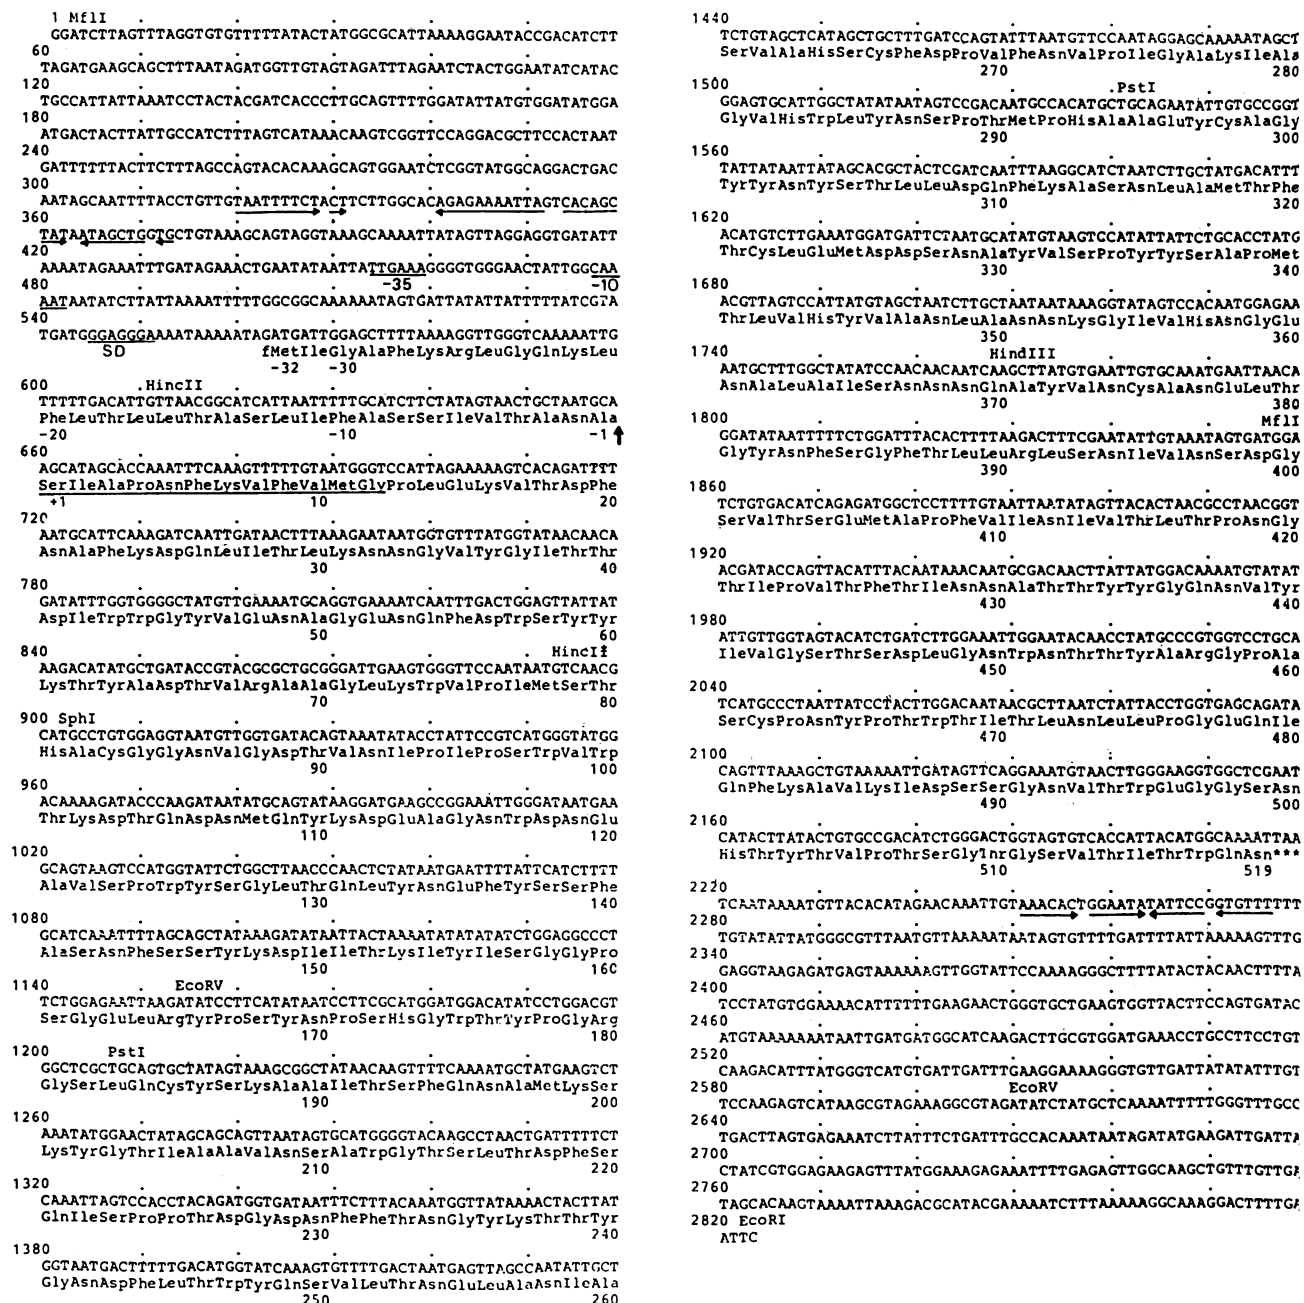 1 MflI
GGATCTTAGTTTAGGTGTGTTTTTATACTATGGCGCATTAAAAGGAATACCGACATCTT
60
TAGATGAAGCAGCTTTAATAGATGGTTGTAGTAGATTTAGAATCTACTGGAATATCATAC
120
TGCCATTATTAAATCCTACTACGATCACCCTTGCAGTTTTGGATATTATGTGGATATGGA
180
ATGACTACTTATTGCCATCTTTAGTCATAAACAAGTCGGTTCCAGGACGCTTCCACTAAT
240
GATTTTTTACTTCTTTAGCCAGTACACAAAGCAGTGGAATCTCGGTATGGCAGGACTGAC
300
AATAGCAATTTTACCTGTTGTAATTTTCTACTTCTTGGCACAGAGAAAATTAGTCACAGC
360
TATAATAGCTGGTGCTGTAAAGCAGTAGGTAAAGCAAAATTATAGTTAGGAGGTGATATT
420
AAAATAGAAATTTGATAGAAACTGAATATAATTATTGAAAGGGGTGGGAACTATTGGCAA
-35 -10
480
AATAATATCTTATTAAAATTTTTGGCGGCAAAAAATAGTGATTATATTATTTTTATCGTA
540
TGATGGGAGGGAAAATAAAAATAGATGATTGGAGCTTTTAAAAGGTTGGGTCAAAAATTG
SD fMetIleGlyAlaPheLysArgLeuGlyGlnLysLeu
-32 -30
600 HincII
TTTTTGACATTGTTAACGGCATCATTAATTTTTGCATCTTCTATAGTAACTGCTAATGCA
PheLeuThrLeuLeuThrAlaSerLeuIlePheAlaSerSerIleValThrAlaAsnAla
-20 -10 -1
660
AGCATAGCACCAAATTTCAAAGTTTTTGTAATGGGTCCATTAGAAAAAGTCACAGATTTT
SerIleAlaProAsnPheLysValPheValMetGlyProLeuGluLysValThrAspPhe
+1 10 20
720
AATGCATTCAAAGATCAATTGATAACTTTAAAGAATAATGGTGTTTATGGTATAACAACA
AsnAlaPheLysAspGlnLeuIleThrLeuLysAsnAsnGlyValTyrGlyIleThrThr
30 40
780
GATATTTGGTGGGGCTATGTTGAAAATGCAGGTGAAAATCAATTTGACTGGAGTTATTAT
AspIleTrpTrpGlyTyrValGluAsnAlaGlyGluAsnGlnPheAspTrpSerTyrTyr
50 60
840 HincII
AAGACATATGCTGATACCGTACGCGCTGCGGGATTGAAGTGGGTTCCAATAATGTCAACG
LysThrTyrAlaAspThrValArgAlaAlaGlyLeuLysTrpValProIleMetSerThr
70 80
900 SphI
CATGCCTGTGGAGGTAATGTTGGTGATACAGTAAATATACCTATTCCGTCATGGGTATGG
HisAlaCysGlyGlyAsnValGlyAspThrValAsnIleProIleProSerTrpValTrp
90 100
960
ACAAAAGATACCCAAGATAATATGCAGTATAAGGATGAAGCCGGAAATTGGGATAATGAA
ThrLysAspThrGlnAspAsnMetGlnTyrLysAspGluAlaGlyAsnTrpAspAsnGlu
110 120
1020
GCAGTAAGTCCATGGTATTCTGGCTTAACCCAACTCTATAATGAATTTTATTCATCTTTT
AlaValSerProTrpTyrSerGlyLeuThrGlnLeuTyrAsnGluPheTyrSerSerPhe
130 140
1080
GCATCAAATTTTAGCAGCTATAAAGATATAATTACTAAAATATATATATCTGGAGGCCCT
AlaSerAsnPheSerSerTyrLysAspIleIleThrLysIleTyrIleSerGlyGlyPro
150 160
1140 EcoRV
TCTGGAGAATTAAGATATCCTTCATATAATCCTTCGCATGGATGGACATATCCTGGACGT
SerGlyGluLeuArgTyrProSerTyrAsnProSerHisGlyTrpThrTyrProGlyArg
170 180
1200 PstI
GGCTCGCTGCAGTGCTATAGTAAAGCGGCTATAACAAGTTTTCAAAATGCTATGAAGTCT
GlySerLeuGlnCysTyrSerLysAlaAlaIleThrSerPheGlnAsnAlaMetLysSer
190 200
1260
AAATATGGAACTATAGCAGCAGTTAATAGTGCATGGGGTACAAGCCTAACTGATTTTTCT
LysTyrGlyThrIleAlaAlaValAsnSerAlaTrpGlyThrSerLeuThrAspPheSer
210 220
1320
CAAATTAGTCCACCTACAGATGGTGATAATTTCTTTACAAATGGTTATAAAACTACTTAT
GlnIleSerProProThrAspGlyAspAsnPhePheThrAsnGlyTyrLysThrThrTyr
230 240
1380
GGTAATGACTTTTTGACATGGTATCAAAGTGTTTTGACTAATGAGTTAGCCAATATTGCT
GlyAsnAspPheLeuThrTrpTyrGlnSerValLeuThrAsnGluLeuAlaAsnIleAla
250 260
1440
TCTGTAGCTCATAGCTGCTTTGATCCAGTATTTAATGTTCCAATAGGAGCAAAAATAGCT
SerValAlaHisSerCysPheAspProValPheAsnValProIleGlyAlaLysIleAla
270 280
1500 PstI
GGAGTGCATTGGCTATATAATAGTCCGACAATGCCACATGCTGCAGAATATTGTGCCGGT
GlyValHisTrpLeuTyrAsnSerProThrMetProHisAlaAlaGluTyrCysAlaGly
290 300
1560
TATTATAATTATAGCACGCTACTCGATCAATTTAAGGCATCTAATCTTGCTATGACATTT
TyrTyrAsnTyrSerThrLeuLeuAspGlnPheLysAlaSerAsnLeuAlaMetThrPhe
310 320
1620
ACATGTCTTGAAATGGATGATTCTAATGCATATGTAAGTCCATATTATTCTGCACCTATG
ThrCysLeuGluMetAspAspSerAsnAlaTyrValSerProTyrTyrSerAlaProMet
330 340
1680
ACGTTAGTCCATTATGTAGCTAATCTTGCTAATAATAAAGGTATAGTCCACAATGGAGAA
ThrLeuValHisTyrValAlaAsnLeuAlaAsnAsnLysGlyIleValHisAsnGlyGlu
350 360
1740 HindIII
AATGCTTTGGCTATATCCAACAACAATCAAGCTTATGTGAATTGTGCAAATGAATTAACA
AsnAlaLeuAlaIleSerAsnAsnAsnGlnAlaTyrValAsnCysAlaAsnGluLeuThr
370 380
1800 MflI
GGATATAATTTTTCTGGATTTACACTTTTAAGACTTTCGAATATTGTAAATAGTGATGGA
GlyTyrAsnPheSerGlyPheThrLeuLeuArgLeuSerAsnIleValAsnSerAspGly
390 400
1860
TCTGTGACATCAGAGATGGCTCCTTTTGTAATTAATATAGTTACACTAACGCCTAACGGT
SerValThrSerGluMetAlaProPheValIleAsnIleValThrLeuThrProAsnGly
410 420
1920
ACGATACCAGTTACATTTACAATAAACAATGCGACAACTTATTATGGACAAAATGTATAT
ThrIleProValThrPheThrIleAsnAsnAlaThrThrTyrTyrGlyGlnAsnValTyr
430 440
1980
ATTGTTGGTAGTACATCTGATCTTGGAAATTGGAATACAACCTATGCCCGTGGTCCTGCA
IleValGlySerThrSerAspLeuGlyAsnTrpAsnThrThrTyrAlaArgGlyProAla
450 460
2040
TCATGCCCTAATTATCCTACTTGGACAATAACGCTTAATCTATTACCTGGTGAGCAGATA
SerCysProAsnTyrProThrTrpThrIleThrLeuAsnLeuLeuProGlyGluGlnIle
470 480
2100
CAGTTTAAAGCTGTAAAAATTGATAGTTCAGGAAATGTAACTTGGGAAGGTGGCTCGAAT
GlnPheLysAlaValLysIleAspSerSerGlyAsnValThrTrpGluGlyGlySerAsn
490 500
2160
CATACTTATACTGTGCCGACATCTGGGACTGGTAGTGTCACCATTACATGGCAAAATTAA
HisThrTyrThrValProThrSerGlyThrGlySerValThrIleThrTrpGlnAsn***
510 519
2220
TCAATAAAATGTTACACATAGAACAAATTGTAAACACTGGAATATATTCCGGTGTTTTTT
2280
TGTATATTATGGGCGTTTAATGTTAAAAATAATAGTGTTTTGATTTTATTAAAAAGTTTG
2340
GAGGTAAGAGATGAGTAAAAAAGTTGGTATTCCAAAAGGGCTTTTATACTACAACTTTTA
2400
TCCTATGTGGAAAACATTTTTTGAAGAACTGGGTGCTGAAGTGGTTACTTCCAGTGATAC
2460
ATGTAAAAAAATAATTGATGATGGCATCAAGACTTGCGTGGATGAAACCTGCCTTCCTGT
2520
CAAGACATTTATGGGTCATGTGATTGATTTGAAGGAAAAGGGTGTTGATTATATATTTGT
2580 EcoRV
TCCAAGAGTCATAAGCGTAGAAAGGCGTAGATATCTATGCTCAAAATTTTTGGGTTTGCC
2640
TGACTTAGTGAGAAATCTTATTTCTGATTTGCCACAAATAATAGATATGAAGATTGATTA
2700
CTATCGTGGAGAAGAGTTTATGGAAAGAGAAATTTTGAGAGTTGGCAAGCTGTTTGTTGA
2760
TAGCACAAGTAAAATTAAAGACGCATACGAAAAATCTTTAAAAAGGCAAAGGACTTTTGA
2820 EcoRI
ATTC